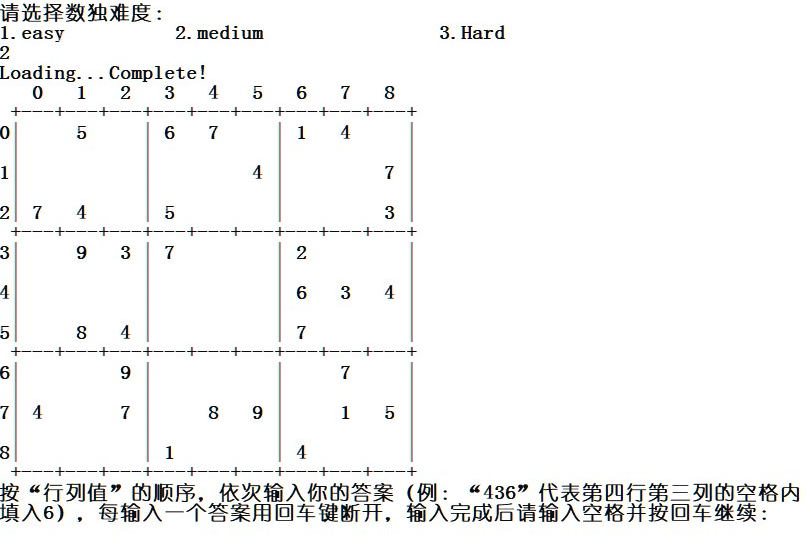 请选择数独难度:
1.easy 2.medium 3.Hard
2
Loading...Complete!
0 1 2 3 4 5 6 7 8
+---+---+---+---+---+---+---+---+---+
0| 5 | 6 7 | 1 4 |
1| | 4 | 7 |
2| 7 4 | 5 | 3 |
+---+---+---+---+---+---+---+---+---+
3| 9 3 | 7 | 2 |
4| | | 6 3 4 |
5| 8 4 | | 7 |
+---+---+---+---+---+---+---+---+---+
6| 9 | | 7 |
7| 4 7 | 8 9 | 1 5 |
8| | 1 | 4 |
+---+---+---+---+---+---+---+---+---+
按“行列值”的顺序, 依次输入你的答案 (例: “436”代表第四行第三列的空格内
填入6) , 每输入一个答案用回车键断开, 输入完成后请输入空格并按回车继续: